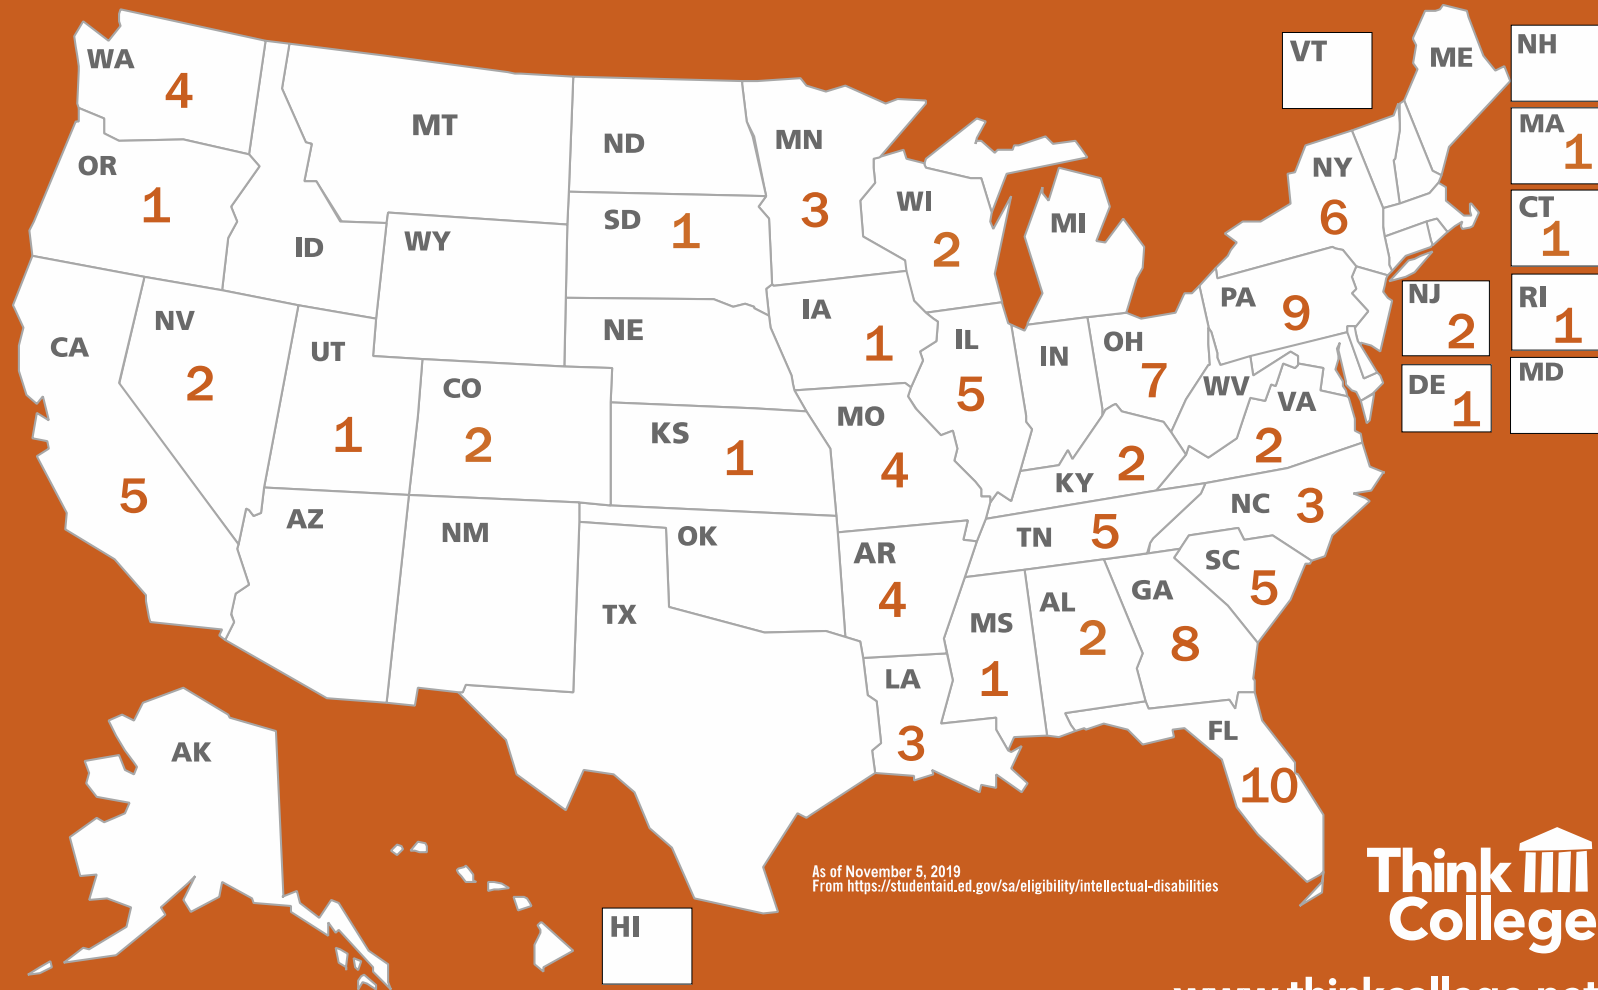 WA
4
MT
ND
MN
3
VT
ME
NH
MA
1
OR
1
ID
WY
SD
1
WI
2
MI
NY
6
CT
1
CA
5
NV
2
UT
1
CO
2
NE
KS
1
IA
1
MO
4
IL
5
IN
OH
7
PA
9
NJ
2
RI
1
WV
VA
2
DE
1
MD
KY
2
AZ
NM
OK
TX
AR
4
TN
5
NC
3
SC
5
MS
1
AL
2
GA
8
LA
3
FL
10
AK
HI
As of November 5, 2019
From https://studentaid.ed.gov/sa/eligibility/intellectual-disabilities
Think
College
www.thinkcollege.net